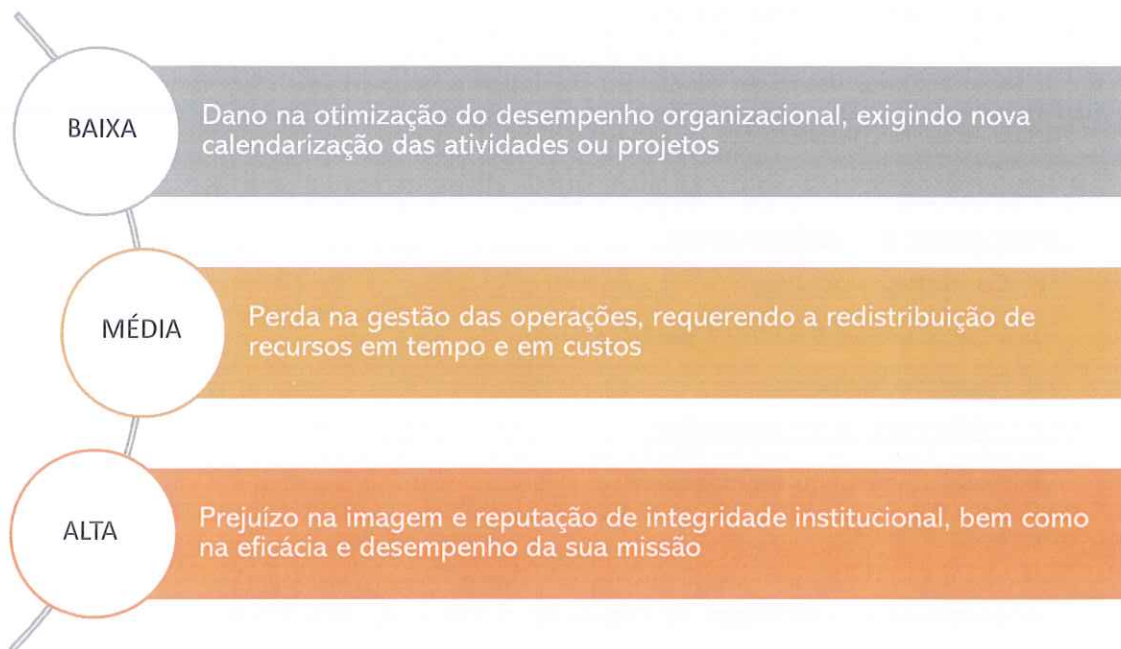 BAIXA
Dano na otimização do desempenho organizacional, exigindo nova
calendarização das atividades ou projetos
MÉDIA
Perda na gestão das operações, requerendo a redistribuição de
recursos em tempo e em custos
ALTA
Prejuízo na imagem e reputação de integridade institucional, bem como
na eficácia e desempenho da sua missão